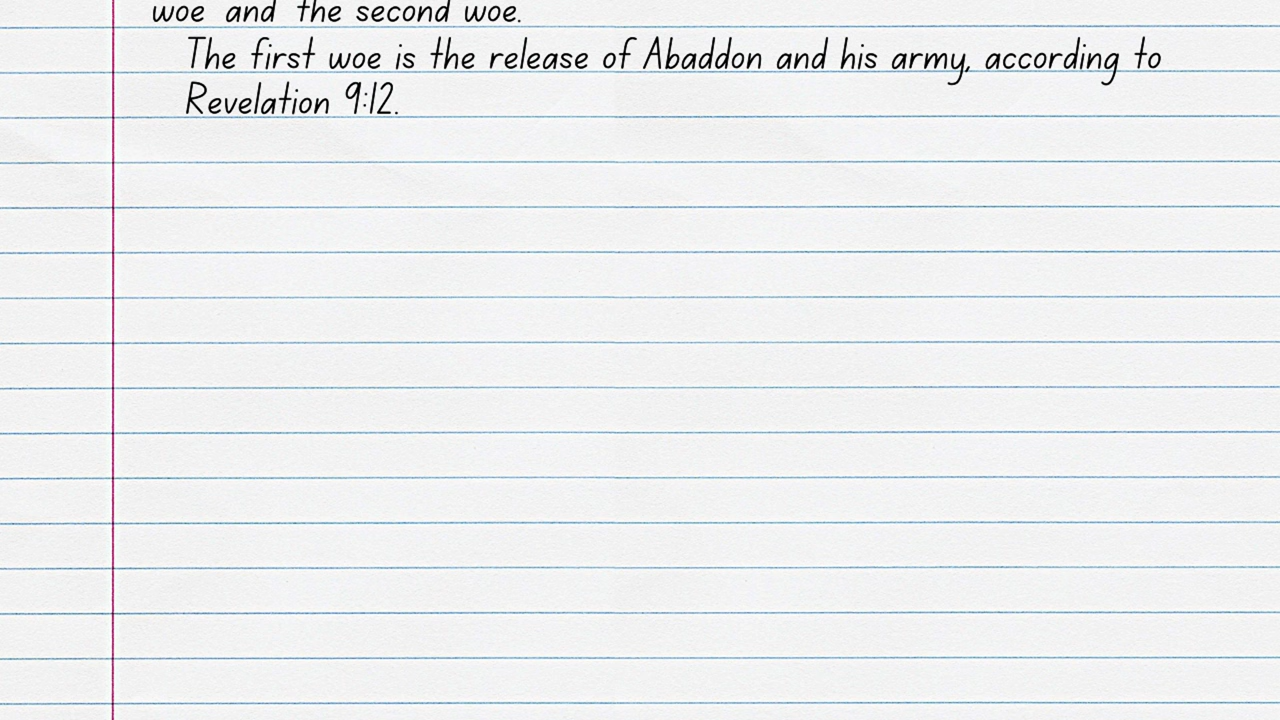 woe and the second woe.
The first woe is the release of Abaddon and his army, according to
Revelation 9:12.